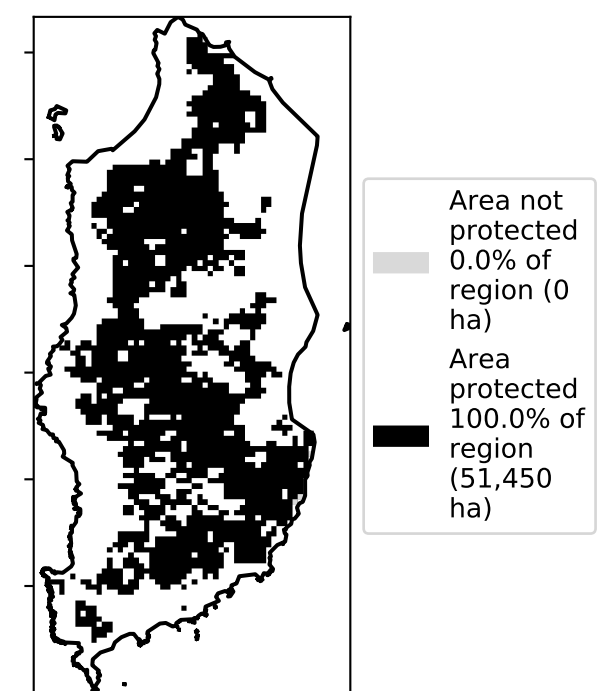 Area not
protected
0.0% of
region (0
ha)
Area
protected
100.0% of
region
(51,450
ha)